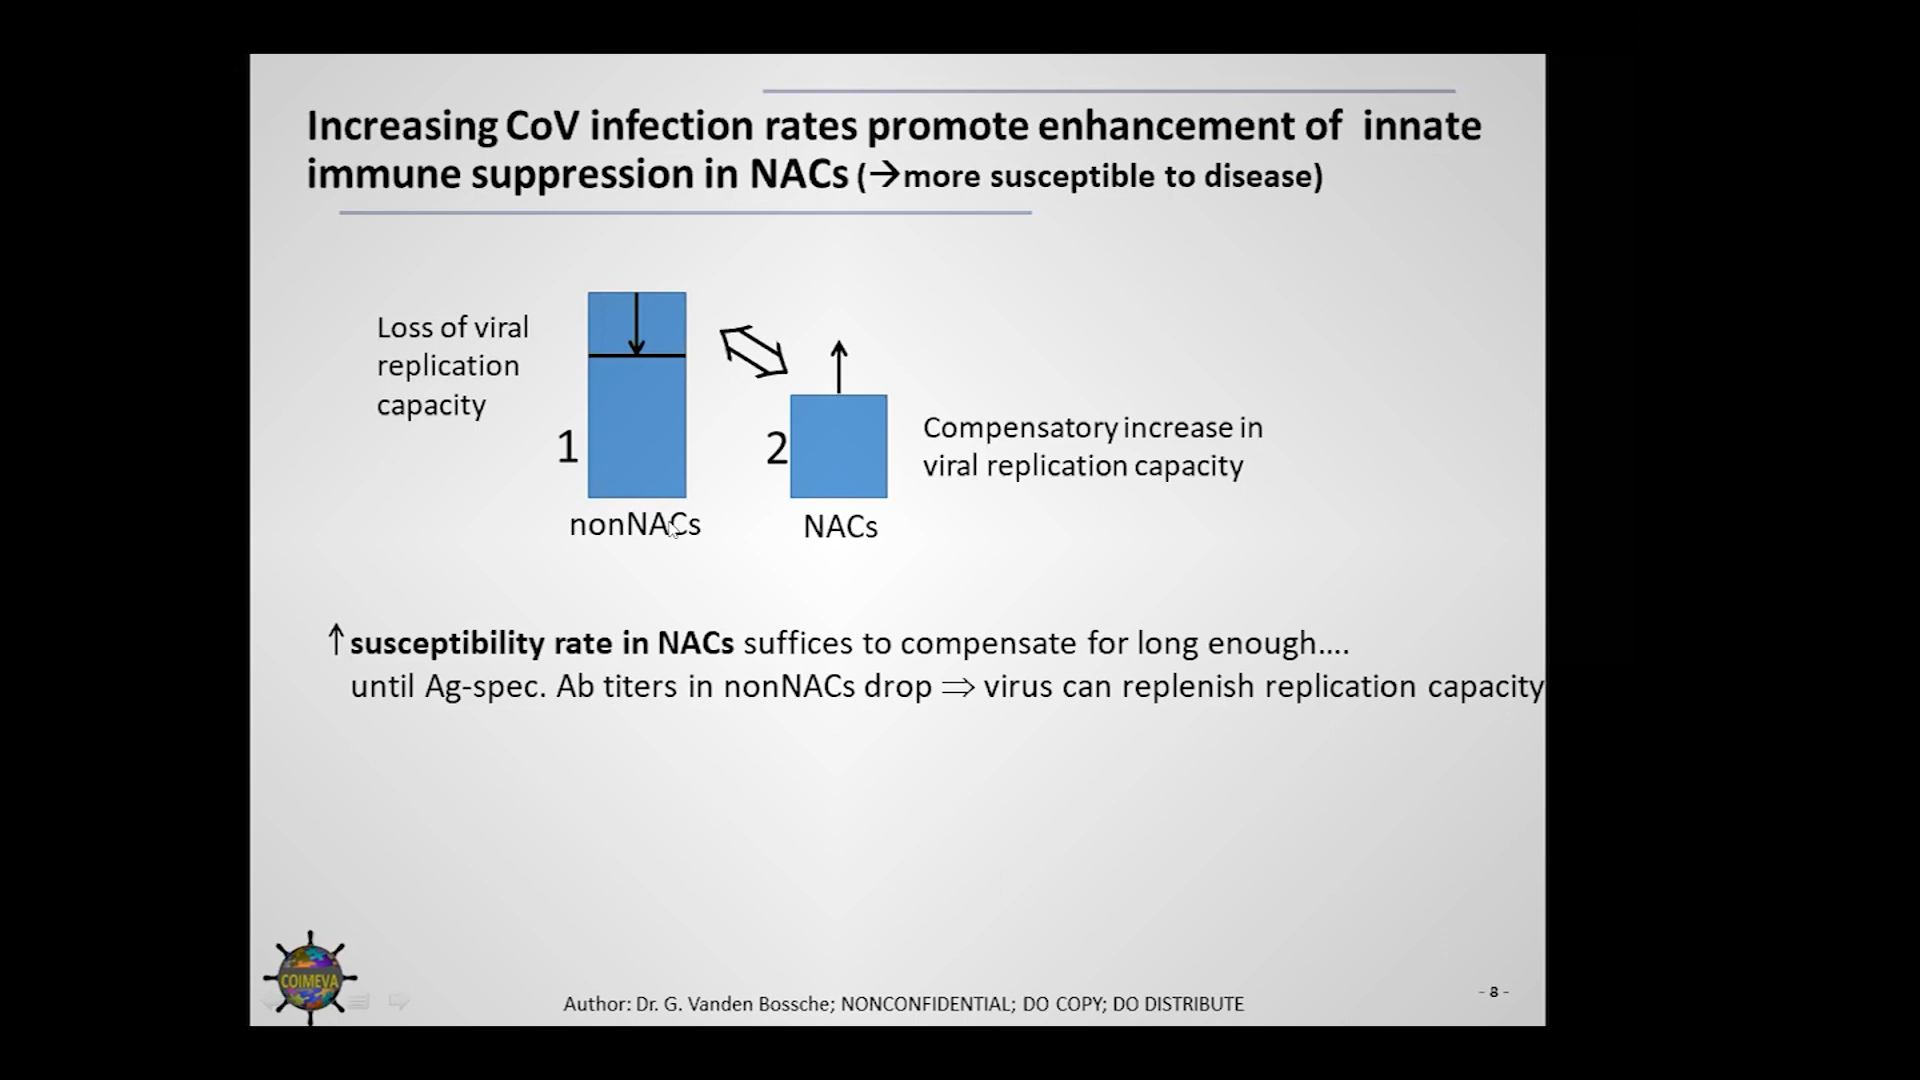 Increasing CoV infection rates promote enhancement of innate
immune suppression in NACs (→more susceptible to disease)
Loss of viral
replication
capacity
1
nonNACs
2
NACs
Compensatory increase in
viral replication capacity
↑ susceptibility rate in NACs suffices to compensate for long enough....
until Ag-spec. Ab titers in nonNACs drop ⇒ virus can replenish replication capacity
COIMEVA
Author: Dr. G. Vanden Bossche; NONCONFIDENTIAL; DO COPY; DO DISTRIBUTE
- 8 -